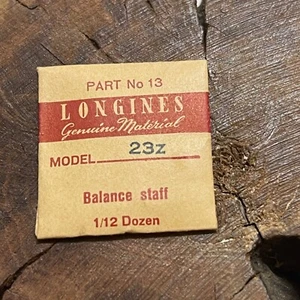 PART No 13
LONGINES
Genuine Material
MODEL 23z
Balance staff
1/12 Dozen